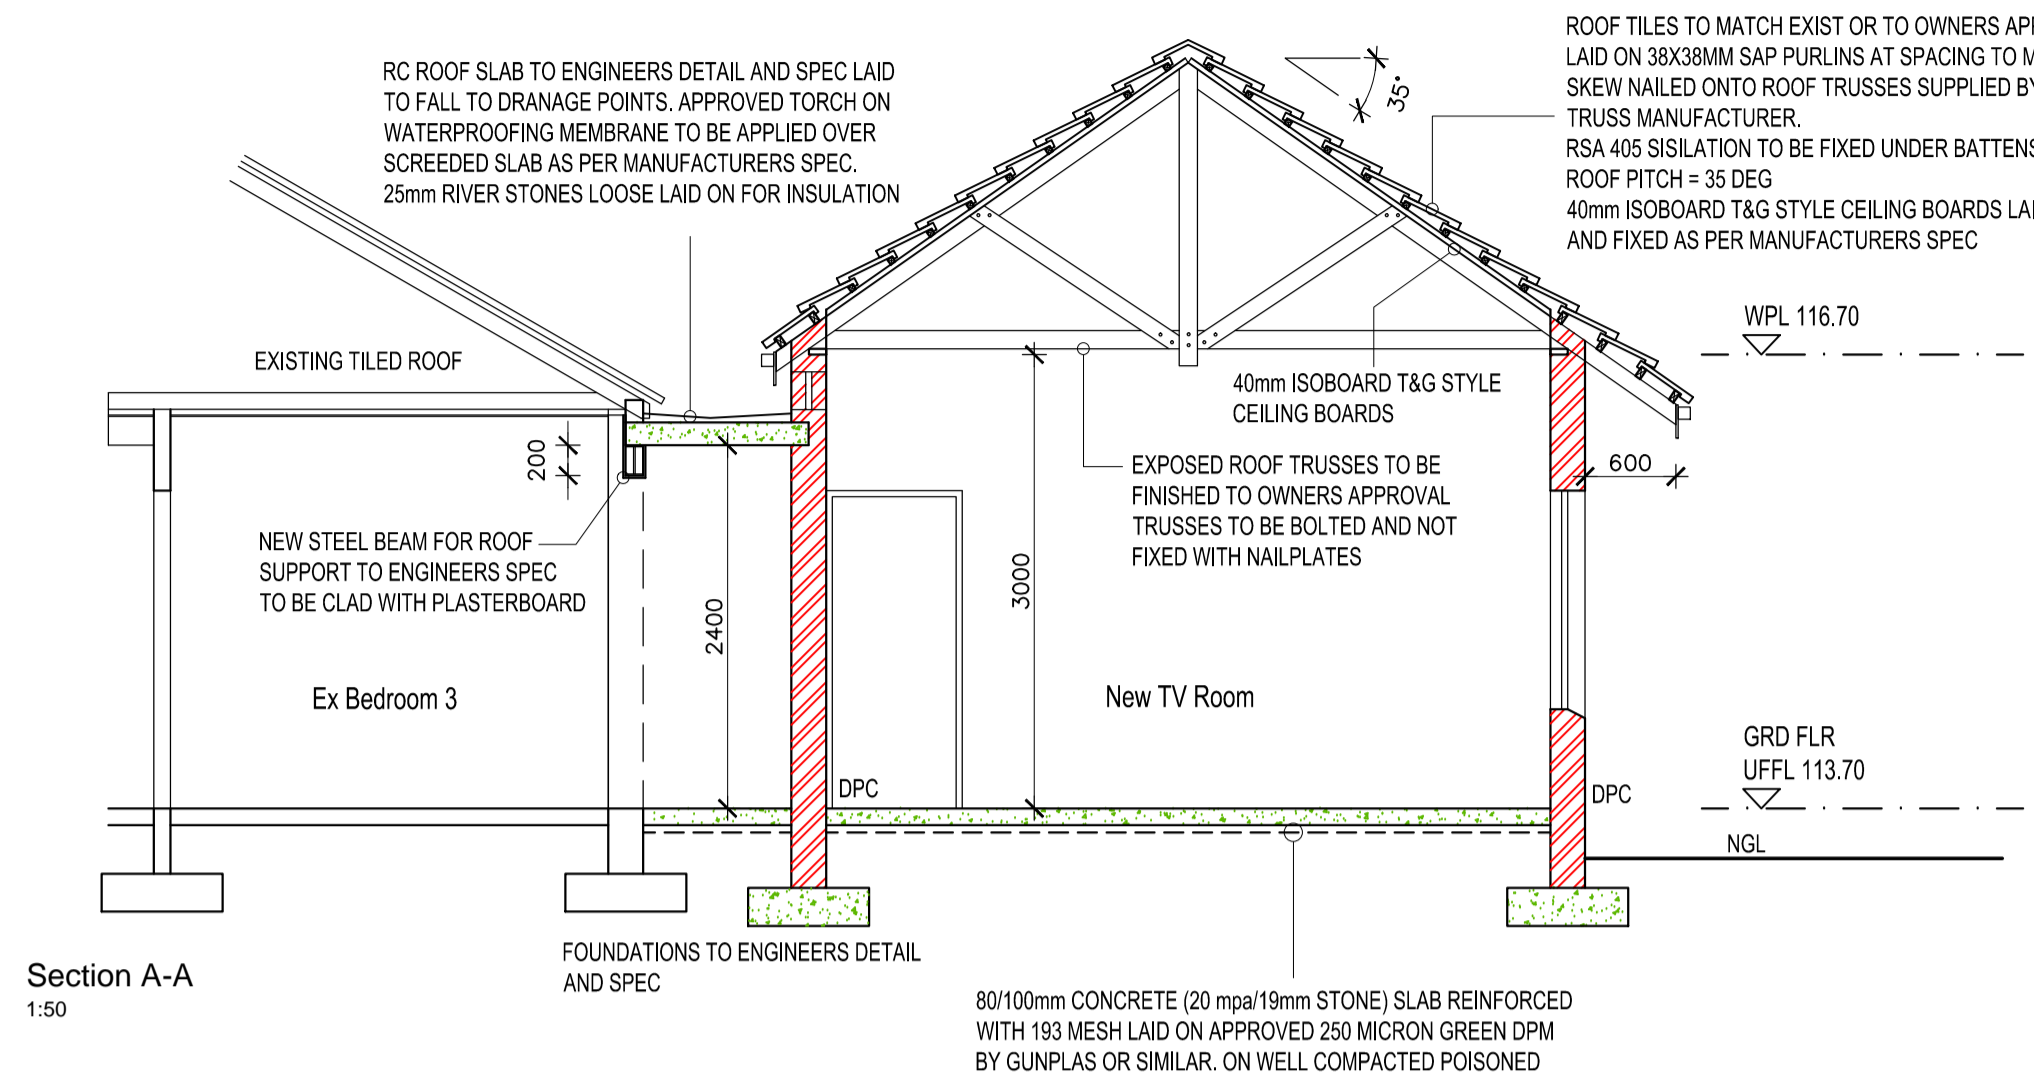 RC ROOF SLAB TO ENGINEERS DETAIL AND SPEC LAID
TO FALL TO DRANAGE POINTS. APPROVED TORCH ON
WATERPROOFING MEMBRANE TO BE APPLIED OVER
SCREEDED SLAB AS PER MANUFACTURERS SPEC.
25mm RIVER STONES LOOSE LAID ON FOR INSULATION
35°
ROOF TILES TO MATCH EXIST OR TO OWNERS
LAID ON 38X38MM SAP PURLINS AT SPACING TO
SKEW NAILED ONTO ROOF TRUSSES SUPPLIED BY
TRUSS MANUFACTURER.
RSA 405 SISILATION TO BE FIXED UNDER BATTENS
ROOF PITCH = 35 DEG
40mm ISOBOARD T&G STYLE CEILING BOARDS
AND FIXED AS PER MANUFACTURERS SPEC
EXISTING TILED ROOF
WPL 116.70
40mm ISOBOARD T&G STYLE
CEILING BOARDS
200
600
EXPOSED ROOF TRUSSES TO BE
FINISHED TO OWNERS APPROVAL
TRUSSES TO BE BOLTED AND NOT
FIXED WITH NAILPLATES
NEW STEEL BEAM FOR ROOF
SUPPORT TO ENGINEERS SPEC
TO BE CLAD WITH PLASTERBOARD
2400
3000
Ex Bedroom 3
New TV Room
GRD FLR
UFFL 113.70
DPC
DPC
NGL
FOUNDATIONS TO ENGINEERS DETAIL
AND SPEC
Section A-A
1:50
80/100mm CONCRETE (20 mpa/19mm STONE) SLAB REINFORCED
WITH 193 MESH LAID ON APPROVED 250 MICRON GREEN DPM
BY GUNPLAS OR SIMILAR. ON WELL COMPACTED POISONED